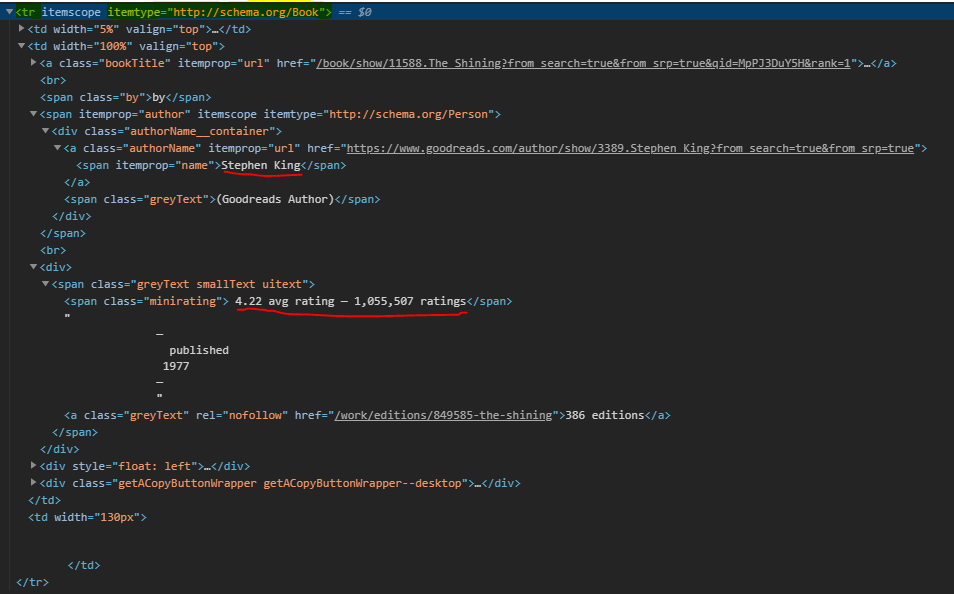 <tr itemscope itemtype="http://schema.org/Book"> == $0
<td width="5%" valign="top">…</td>
<td width="100%" valign="top">
<a class="bookTitle" itemprop="url" href="/book/show/11588.The_Shining?from_search=true&from_srp=true&qid=MpPJ3DuY5H&rank=1">…</a>
<br>
<span class="by">by</span>
<span itemprop="author" itemscope itemtype="http://schema.org/Person">
<div class="authorName__container">
<a class="authorName" itemprop="url" href="https://www.goodreads.com/author/show/3389.Stephen_King?from_search=true&from_srp=true">
<span itemprop="name">Stephen King</span>
</a>
<span class="greyText">(Goodreads Author)</span>
</div>
</span>
<br>
<div>
<span class="greyText smallText uitext">
<span class="minirating"> 4.22 avg rating — 1,055,507 ratings</span>
"
—
published
1977
—
"
<a class="greyText" rel="nofollow" href="/work/editions/849585-the-shining">386 editions</a>
</span>
</div>
<div style="float: left">…</div>
<div class="getACopyButtonWrapper getACopyButtonWrapper--desktop">…</div>
</td>
<td width="130px">
</td>
</tr>